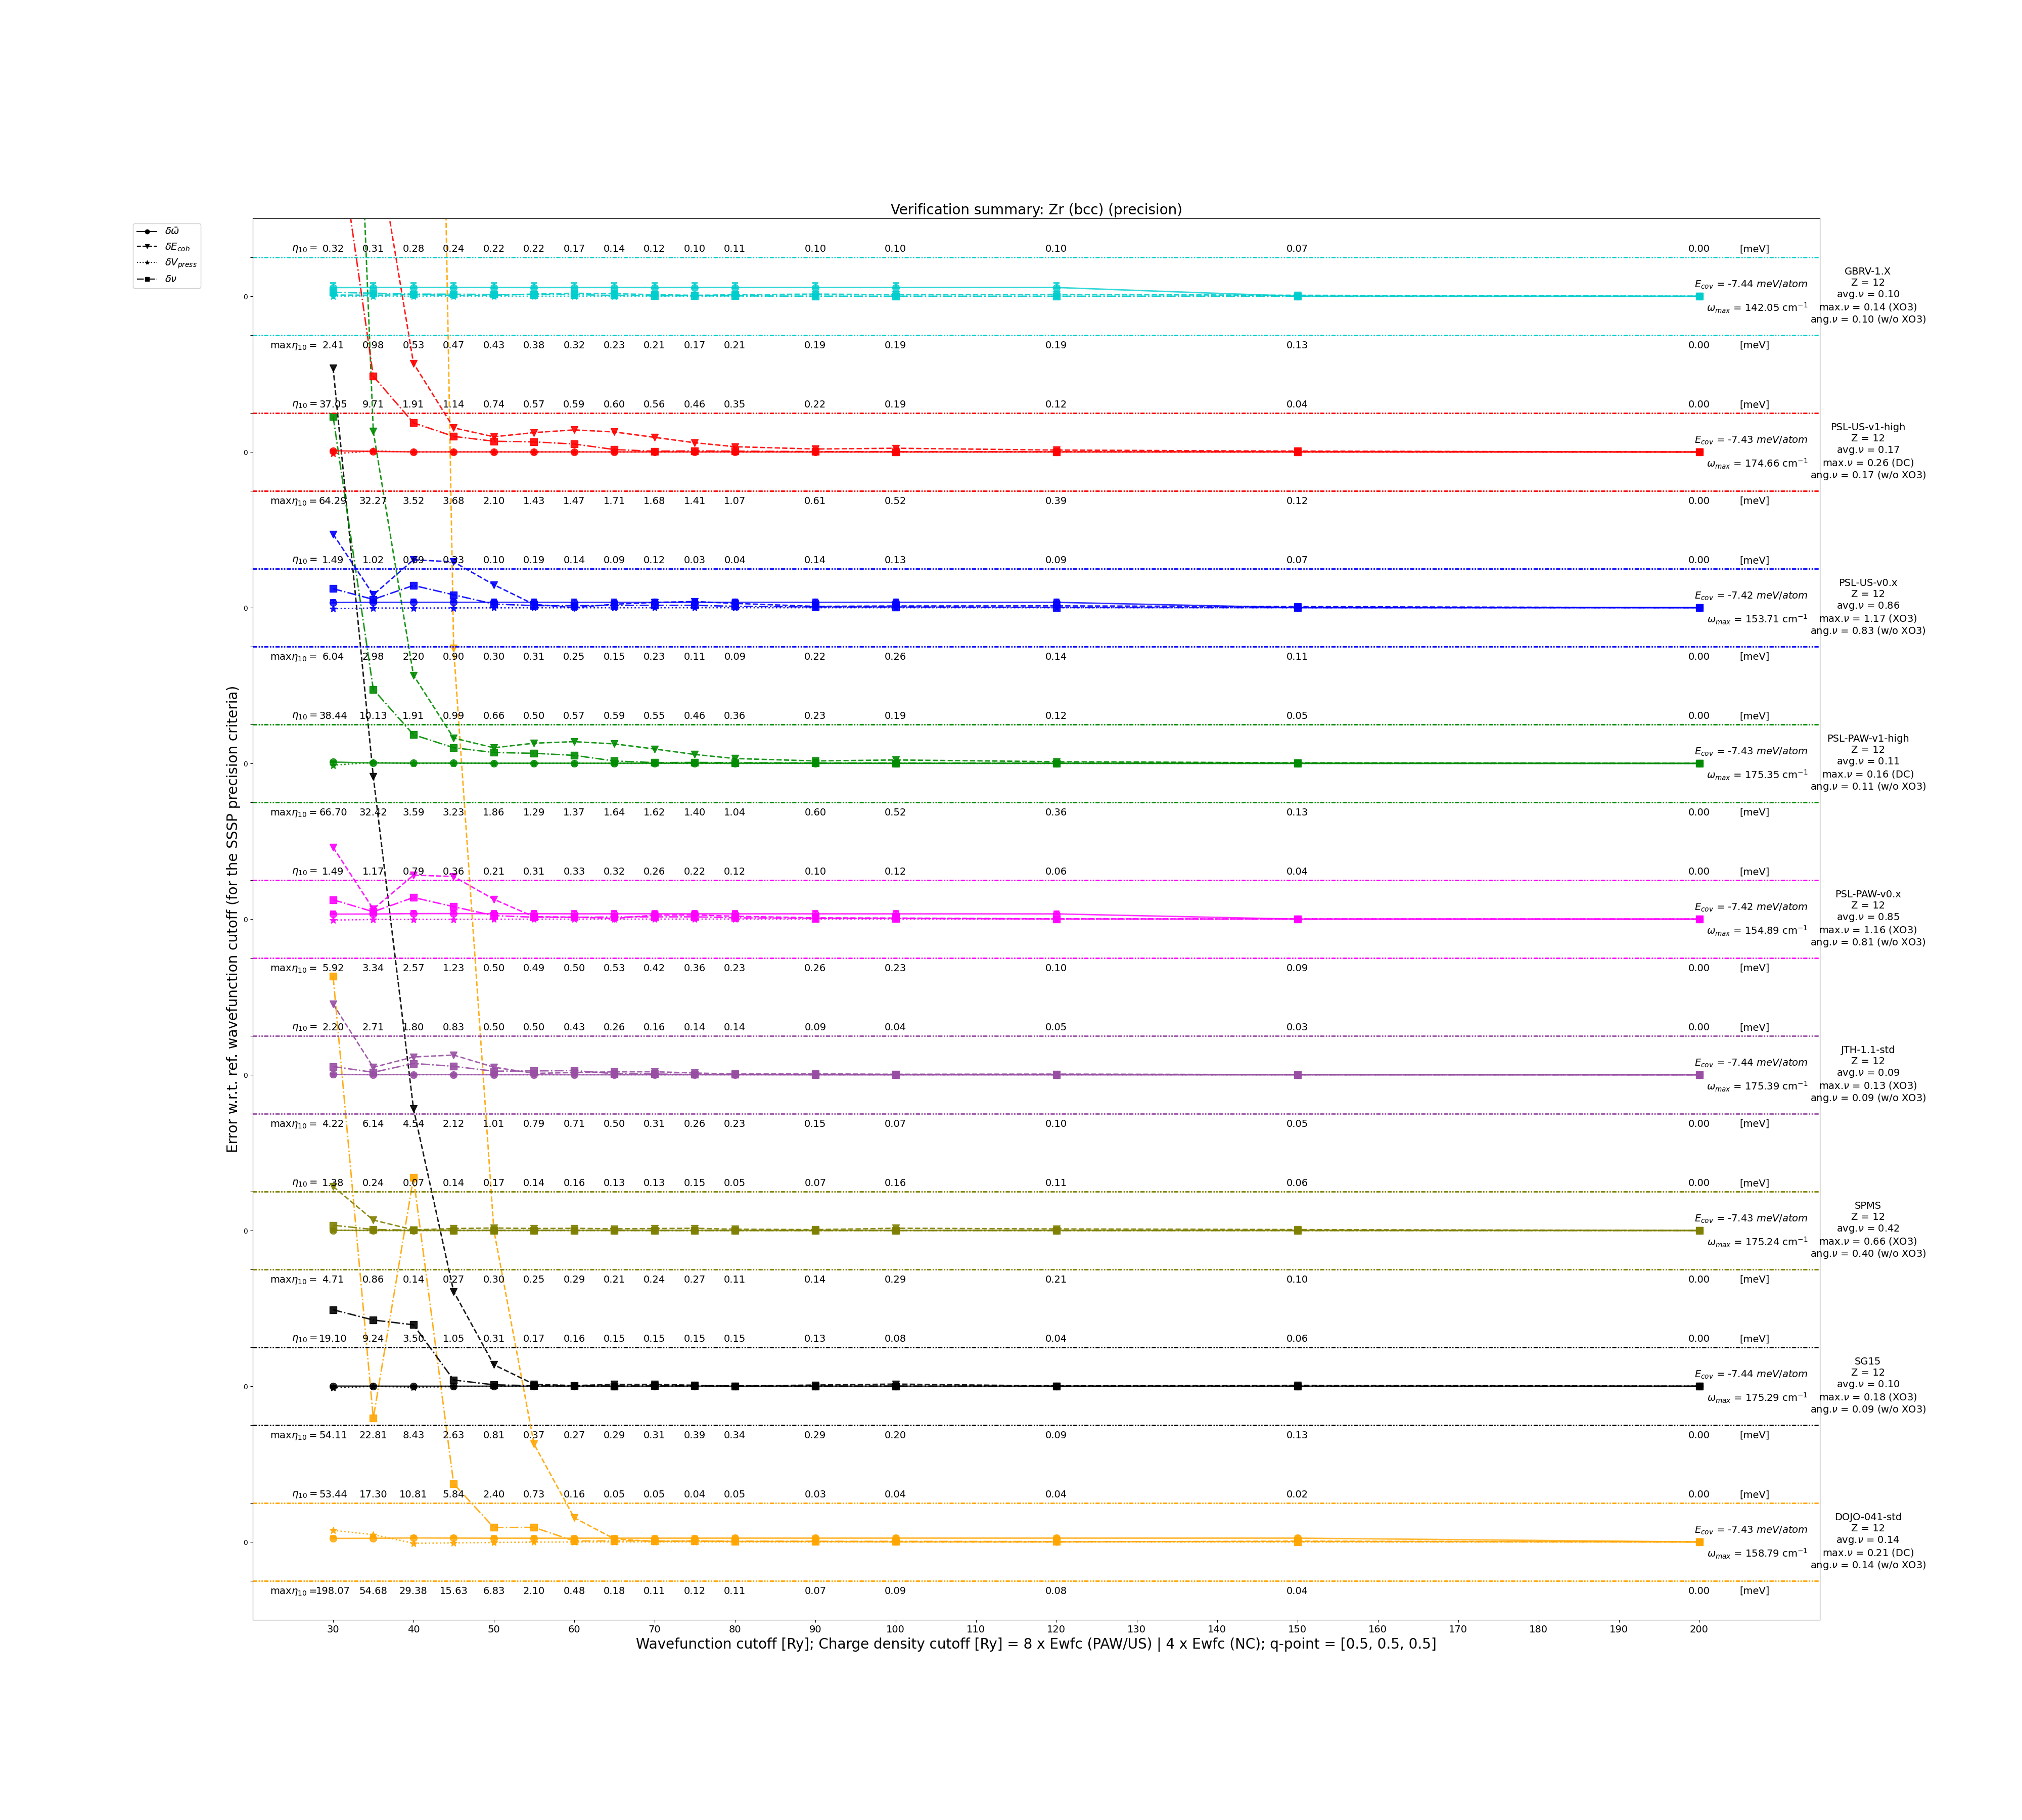 Verification summary: Zr (bcc) (precision)
δω̄
δE_coh
δV_press
δν
Error w.r.t. ref. wavefunction cutoff (for the SSSP precision criteria)
η₁₀ = 0.32 0.31 0.28 0.24 0.22 0.22 0.17 0.14 0.12 0.10 0.11 0.10 0.10 0.10 0.07 0.00 [meV]
0
E_cov = -7.44 meV/atom
ω_max = 142.05 cm⁻¹
GBRV-1.X
Z = 12
avg.ν = 0.10
max.ν = 0.14 (XO3)
ang.ν = 0.10 (w/o XO3)
maxη₁₀ = 2.41 0.98 0.53 0.47 0.43 0.38 0.32 0.23 0.21 0.17 0.21 0.19 0.19 0.19 0.13 0.00 [meV]
η₁₀ = 37.05 9.71 1.91 1.14 0.74 0.57 0.59 0.60 0.56 0.46 0.35 0.22 0.19 0.12 0.04 0.00 [meV]
0
E_cov = -7.43 meV/atom
ω_max = 174.66 cm⁻¹
PSL-US-v1-high
Z = 12
avg.ν = 0.17
max.ν = 0.26 (DC)
ang.ν = 0.17 (w/o XO3)
maxη₁₀ = 64.29 32.27 3.52 3.68 2.10 1.43 1.47 1.71 1.68 1.41 1.07 0.61 0.52 0.39 0.12 0.00 [meV]
η₁₀ = 1.49 1.02 0.33 0.10 0.19 0.14 0.09 0.12 0.03 0.04 0.14 0.13 0.09 0.07 0.00 [meV]
0
E_cov = -7.42 meV/atom
ω_max = 153.71 cm⁻¹
PSL-US-v0.x
Z = 12
avg.ν = 0.86
max.ν = 1.17 (XO3)
ang.ν = 0.83 (w/o XO3)
maxη₁₀ = 6.04 2.98 2.20 0.90 0.30 0.31 0.25 0.15 0.23 0.11 0.09 0.22 0.26 0.14 0.11 0.00 [meV]
η₁₀ = 38.44 10.13 1.91 0.99 0.66 0.50 0.57 0.59 0.55 0.46 0.36 0.23 0.19 0.12 0.05 0.00 [meV]
0
E_cov = -7.43 meV/atom
ω_max = 175.35 cm⁻¹
PSL-PAW-v1-high
Z = 12
avg.ν = 0.11
max.ν = 0.16 (DC)
ang.ν = 0.11 (w/o XO3)
maxη₁₀ = 66.70 32.42 3.59 3.23 1.86 1.29 1.37 1.64 1.62 1.40 1.04 0.60 0.52 0.36 0.13 0.00 [meV]
η₁₀ = 1.49 1.17 0.79 0.36 0.21 0.31 0.33 0.32 0.26 0.22 0.12 0.10 0.12 0.06 0.04 0.00 [meV]
0
E_cov = -7.42 meV/atom
ω_max = 154.89 cm⁻¹
PSL-PAW-v0.x
Z = 12
avg.ν = 0.85
max.ν = 1.16 (XO3)
ang.ν = 0.81 (w/o XO3)
maxη₁₀ = 5.92 3.34 2.57 1.23 0.50 0.49 0.50 0.53 0.42 0.36 0.23 0.26 0.23 0.10 0.09 0.00 [meV]
η₁₀ = 2.20 2.71 1.80 0.83 0.50 0.50 0.43 0.26 0.16 0.14 0.14 0.09 0.04 0.05 0.03 0.00 [meV]
0
E_cov = -7.44 meV/atom
ω_max = 175.39 cm⁻¹
JTH-1.1-std
Z = 12
avg.ν = 0.09
max.ν = 0.13 (XO3)
ang.ν = 0.09 (w/o XO3)
maxη₁₀ = 4.22 6.14 4.54 2.12 1.01 0.79 0.71 0.50 0.31 0.26 0.23 0.15 0.07 0.10 0.05 0.00 [meV]
η₁₀ = 1.38 0.24 0.07 0.14 0.17 0.14 0.16 0.13 0.13 0.15 0.05 0.07 0.16 0.11 0.06 0.00 [meV]
0
E_cov = -7.43 meV/atom
ω_max = 175.24 cm⁻¹
SPMS
Z = 12
avg.ν = 0.42
max.ν = 0.66 (XO3)
ang.ν = 0.40 (w/o XO3)
maxη₁₀ = 4.71 0.86 0.14 0.27 0.30 0.25 0.29 0.21 0.24 0.27 0.11 0.14 0.29 0.21 0.10 0.00 [meV]
η₁₀ = 19.10 9.24 3.50 1.05 0.31 0.17 0.16 0.15 0.15 0.15 0.15 0.13 0.08 0.04 0.06 0.00 [meV]
0
E_cov = -7.44 meV/atom
ω_max = 175.29 cm⁻¹
SG15
Z = 12
avg.ν = 0.10
max.ν = 0.18 (XO3)
ang.ν = 0.09 (w/o XO3)
maxη₁₀ = 54.11 22.81 8.43 2.63 0.81 0.37 0.27 0.29 0.31 0.39 0.34 0.29 0.20 0.09 0.13 0.00 [meV]
η₁₀ = 53.44 17.30 10.81 5.84 2.40 0.73 0.16 0.05 0.05 0.04 0.05 0.03 0.04 0.04 0.02 0.00 [meV]
0
E_cov = -7.43 meV/atom
ω_max = 158.79 cm⁻¹
DOJO-041-std
Z = 12
avg.ν = 0.14
max.ν = 0.21 (DC)
ang.ν = 0.14 (w/o XO3)
maxη₁₀ =198.07 54.68 29.38 15.63 6.83 2.10 0.48 0.18 0.11 0.12 0.11 0.07 0.09 0.08 0.04 0.00 [meV]
30 40 50 60 70 80 90 100 110 120 130 140 150 160 170 180 190 200
Wavefunction cutoff [Ry]; Charge density cutoff [Ry] = 8 x Ewfc (PAW/US) | 4 x Ewfc (NC); q-point = [0.5, 0.5, 0.5]